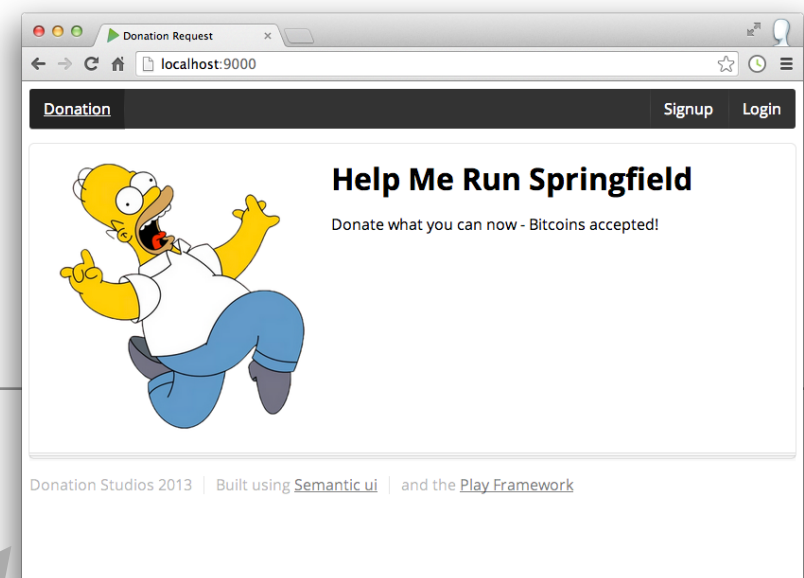 Donation Request
localhost:9000
Donation Signup Login
Help Me Run Springfield
Donate what you can now - Bitcoins accepted!
Donation Studios 2013 Built using Semantic ui and the Play Framework